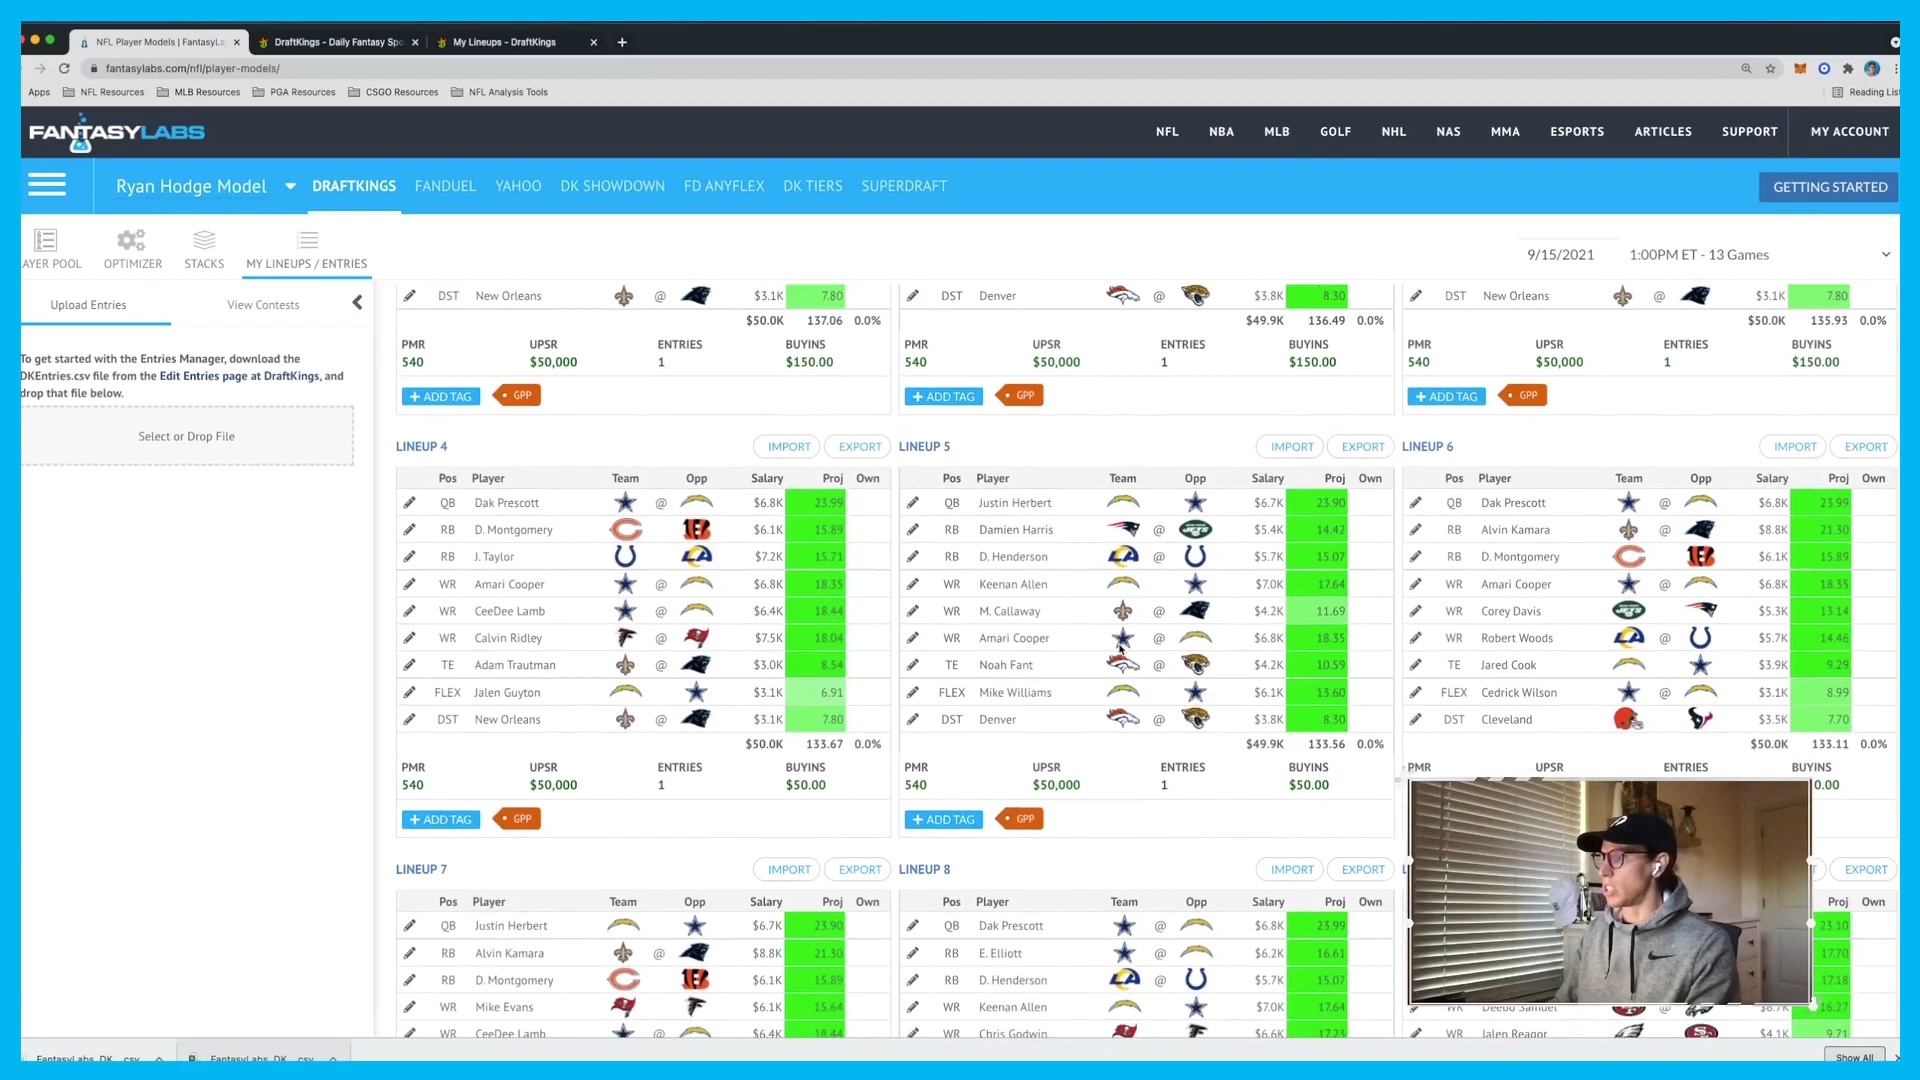 NFL Player Models | FantasyLa
DraftKings - Daily Fantasy Spo
My Lineups - DraftKings
fantasylabs.com/nfl/player-models/
Apps NFL Resources MLB Resources PGA Resources CSGO Resources NFL Analysis Tools Reading List
FANTASYLABS NFL NBA MLB GOLF NHL NAS MMA ESPORTS ARTICLES SUPPORT MY ACCOUNT
Ryan Hodge Model DRAFTKINGS FANDUEL YAHOO DK SHOWDOWN FD ANYFLEX DK TIERS SUPERDRAFT GETTING STARTED
AYER POOL OPTIMIZER STACKS MY LINEUPS / ENTRIES 9/15/2021 1:00PM ET - 13 Games
Upload Entries View Contests
To get started with the Entries Manager, download the
DKEntries.csv file from the Edit Entries page at DraftKings, and
drop that file below.
Select or Drop File
DST New Orleans @ $3.1K 7.80
$50.0K 137.06 0.0%
PMR UPSR ENTRIES BUYINS
540 $50,000 1 $150.00
+ ADD TAG GPP
DST Denver @ $3.8K 8.30
$49.9K 136.49 0.0%
PMR UPSR ENTRIES BUYINS
540 $50,000 1 $150.00
+ ADD TAG GPP
DST New Orleans @ $3.1K 7.80
$50.0K 135.93 0.0%
PMR UPSR ENTRIES BUYINS
540 $50,000 1 $150.00
+ ADD TAG GPP
LINEUP 4 IMPORT EXPORT
Pos Player Team Opp Salary Proj Own
QB Dak Prescott @ $6.8K 23.99
RB D. Montgomery @ $6.1K 15.89
RB J. Taylor $7.2K 15.71
WR Amari Cooper @ $6.8K 18.35
WR CeeDee Lamb @ $6.4K 18.44
WR Calvin Ridley @ $7.5K 18.04
TE Adam Trautman @ $3.0K 8.54
FLEX Jalen Guyton $3.1K 6.91
DST New Orleans @ $3.1K 7.80
$50.0K 133.67 0.0%
PMR UPSR ENTRIES BUYINS
540 $50,000 1 $50.00
+ ADD TAG GPP
LINEUP 5 IMPORT EXPORT
Pos Player Team Opp Salary Proj Own
QB Justin Herbert $6.7K 23.90
RB Damien Harris @ JETS $5.4K 14.42
RB D. Henderson @ $5.7K 15.07
WR Keenan Allen $7.0K 17.64
WR M. Callaway @ $4.2K 11.69
WR Amari Cooper @ $6.8K 18.35
TE Noah Fant @ $4.2K 10.59
FLEX Mike Williams $6.1K 13.60
DST Denver @ $3.8K 8.30
$49.9K 133.56 0.0%
PMR UPSR ENTRIES BUYINS
540 $50,000 1 $50.00
+ ADD TAG GPP
LINEUP 6 IMPORT EXPORT
Pos Player Team Opp Salary Proj Own
QB Dak Prescott @ $6.8K 23.99
RB Alvin Kamara @ $8.8K 21.30
RB D. Montgomery @ $6.1K 15.89
WR Amari Cooper @ $6.8K 18.35
WR Corey Davis JETS $5.3K 13.14
WR Robert Woods @ $5.7K 14.46
TE Jared Cook $3.9K 9.29
FLEX Cedrick Wilson @ $3.1K 8.99
DST Cleveland $3.5K 7.70
$50.0K 133.11 0.0%
PMR UPSR ENTRIES BUYINS
0.00
LINEUP 7 IMPORT EXPORT
Pos Player Team Opp Salary Proj Own
QB Justin Herbert $6.7K 23.90
RB Alvin Kamara @ $8.8K 21.30
RB D. Montgomery @ $6.1K 15.89
WR Mike Evans $6.1K 15.64
WR CeeDee Lamb @ $6.4K 18.44
LINEUP 8 IMPORT EXPORT
Pos Player Team Opp Salary Proj Own
QB Dak Prescott @ $6.8K 23.99
RB E. Elliott @ $6.2K 16.61
RB D. Henderson @ $5.7K 15.07
WR Keenan Allen $7.0K 17.64
WR Chris Godwin $6.6K 17.23
T EXPORT
Salary Proj Own
23.10
17.70
17.18
WR Deebo Samuel 16.27
WR Jalen Reagor $4.1K 9.71
FantasyLabs_DK_....csv FantasyLabs_DK_....csv Show All